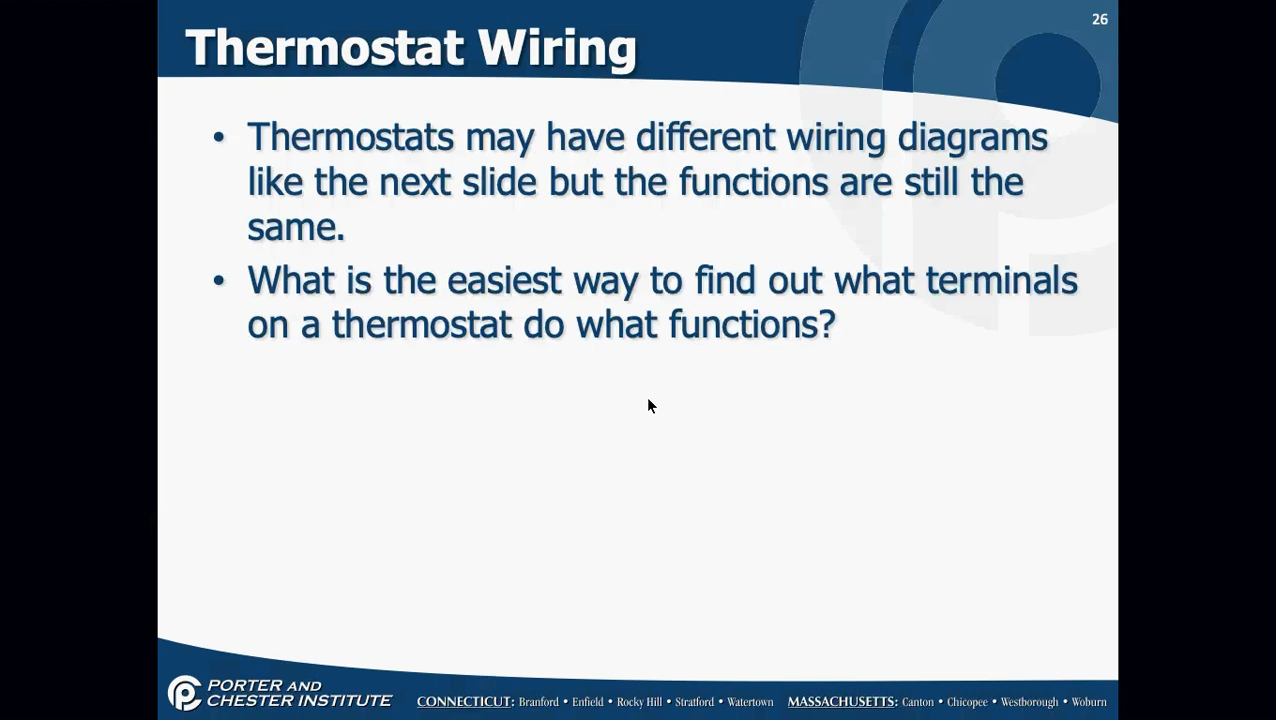 26
Thermostat Wiring
• Thermostats may have different wiring diagrams
like the next slide but the functions are still the
same.
• What is the easiest way to find out what terminals
on a thermostat do what functions?
PORTER AND
CHESTER INSTITUTE
CONNECTICUT: Branford • Enfield • Rocky Hill • Stratford • Watertown MASSACHUSETTS: Canton • Chicopee • Westborough • Woburn